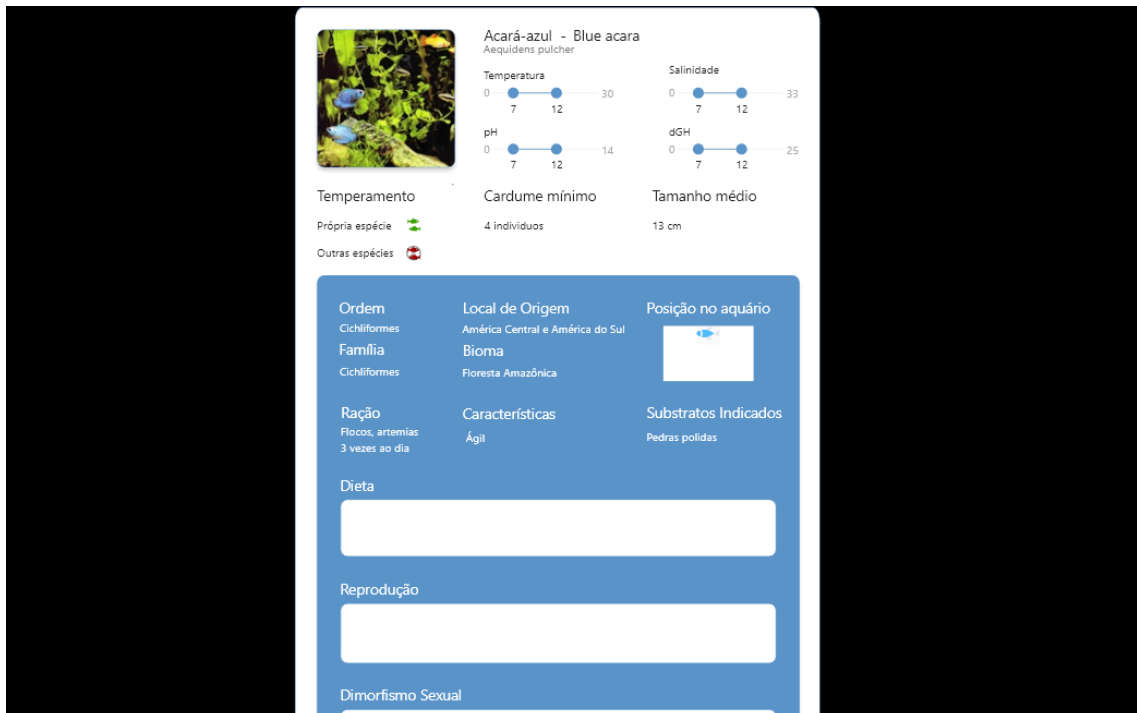 Acará-azul - Blue acara
Aequidens pulcher
Temperatura
0 30
7 12
Salinidade
0 33
7 12
pH
0 14
7 12
dGH
0 25
7 12
Temperamento
Própria espécie
Outras espécies
Cardume mínimo
4 individuos
Tamanho médio
13 cm
Ordem
Cichliformes
Família
Cichliformes
Local de Origem
América Central e América do Sul
Bioma
Floresta Amazônica
Posição no aquário
Ração
Flocos, artemias
3 vezes ao dia
Características
Ágil
Substratos Indicados
Pedras polidas
Dieta
Reprodução
Dimorfismo Sexual